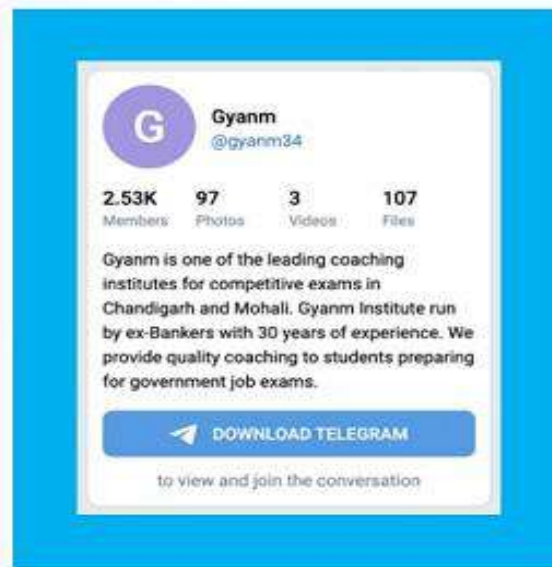 G
Gyanm
@gyanm34
2.53K 97 3 107
Members Photos Videos Files
Gyanm is one of the leading coaching
institutes for competitive exams in
Chandigarh and Mohali. Gyanm Institute run
by ex-Bankers with 30 years of experience. We
provide quality coaching to students preparing
for government job exams.
DOWNLOAD TELEGRAM
to view and join the conversation